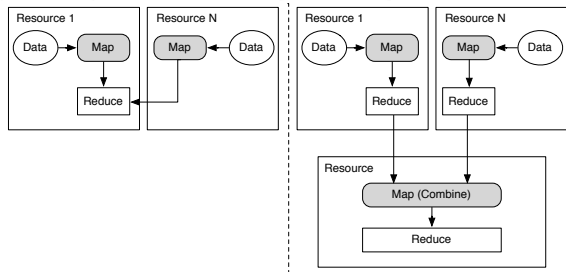 Resource 1
Resource N
Data
Map
Map
Data
Reduce
Resource 1
Resource N
Data
Map
Map
Data
Reduce
Reduce
Resource
Map (Combine)
Reduce